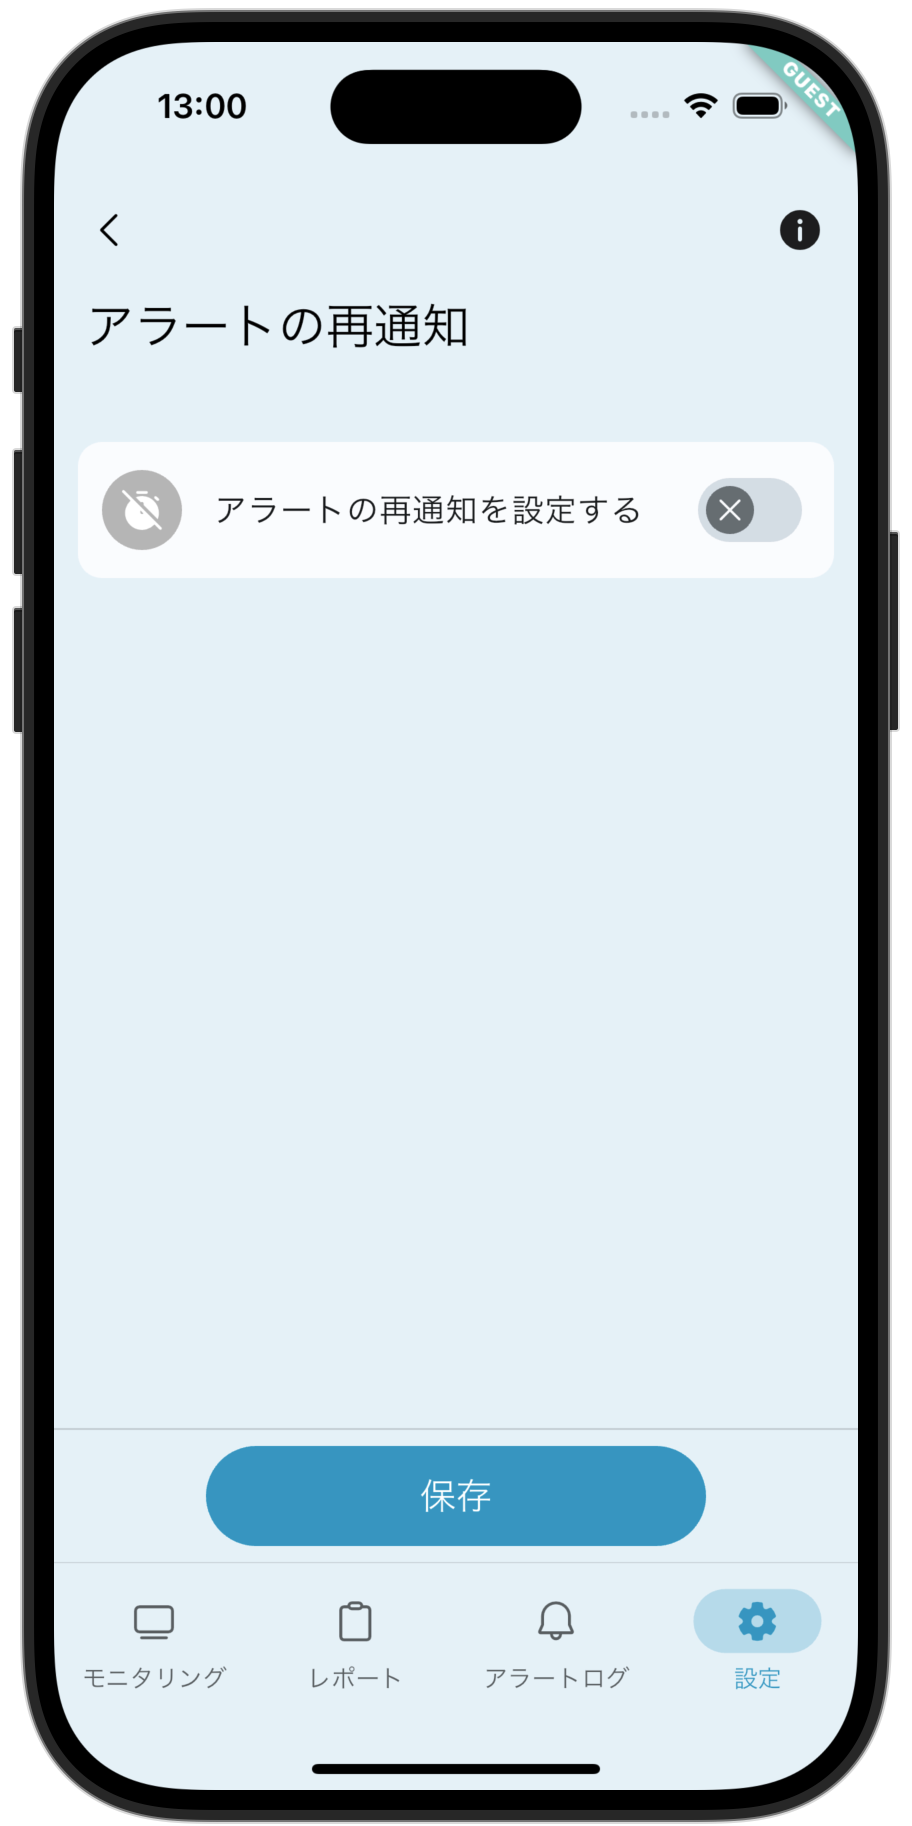 13:00
GUEST
アラートの再通知
アラートの再通知を設定する
保存
モニタリング
レポート
アラートログ
設定